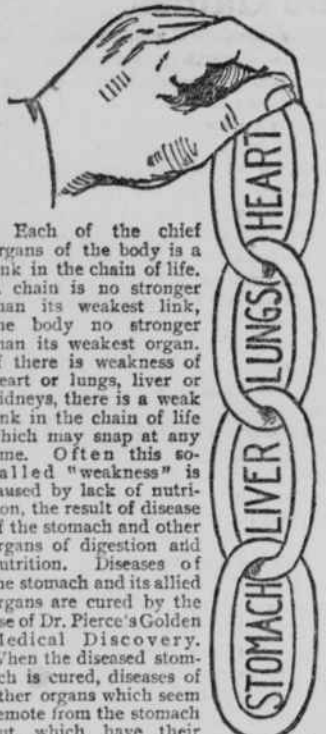 HEART
LUNGS
LIVER
STOMACH
Each of the chief
rgans of the body is a
nk in the chain of life.
chain is no stronger
han its weakest link,
he body no stronger
han its weakest organ.
f there is weakness of
eart or lungs, liver or
idneys, there is a weak
nk in the chain of life
hich may snap at any
me. Often this so-
alled "weakness" is
aused by lack of nutri-
on, the result of disease
f the stomach and other
rgans of digestion and
utrition. Diseases of
he stomach and its allied
rgans are cured by the
se of Dr. Pierce's Golden
Medical Discovery.
When the diseased stom-
ch is cured, diseases of
ther organs which seem
emote from the stomach
ut which have their